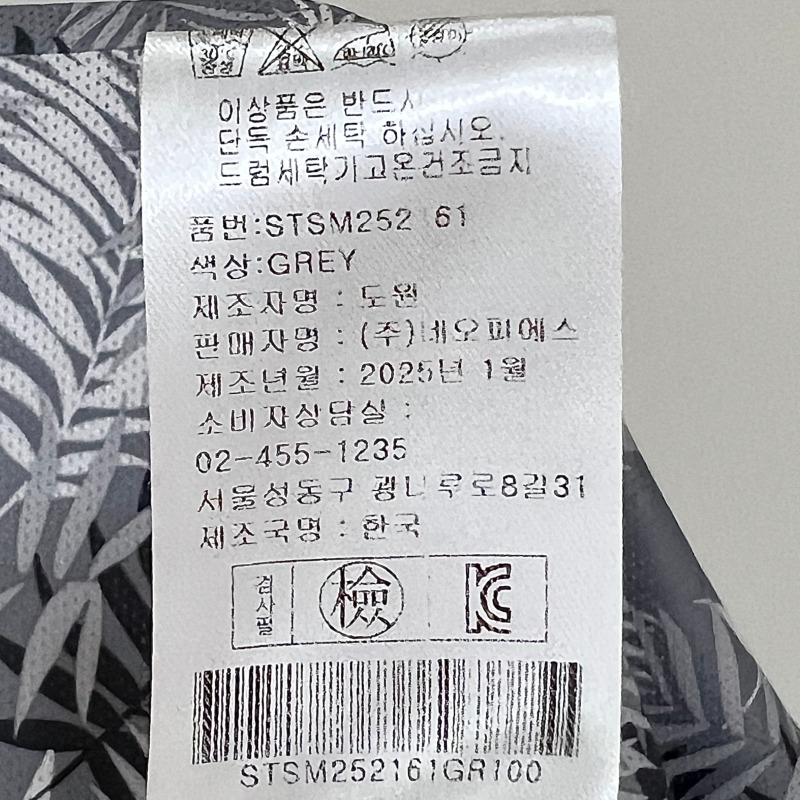 30℃
이상품은 반드시
단독 손세탁 하십시오.
드럼세탁기고온건조금지
품번:STSM252 61
색상:GREY
제조자명 : 도원
판매자명 : (주)네오피에스
제조년월 : 2025년 1월
소비자상담실 :
02-455-1235
서울성동구 광나루로8길31
제조국명 : 한국
검사필 檢 KC
STSM252161GR100